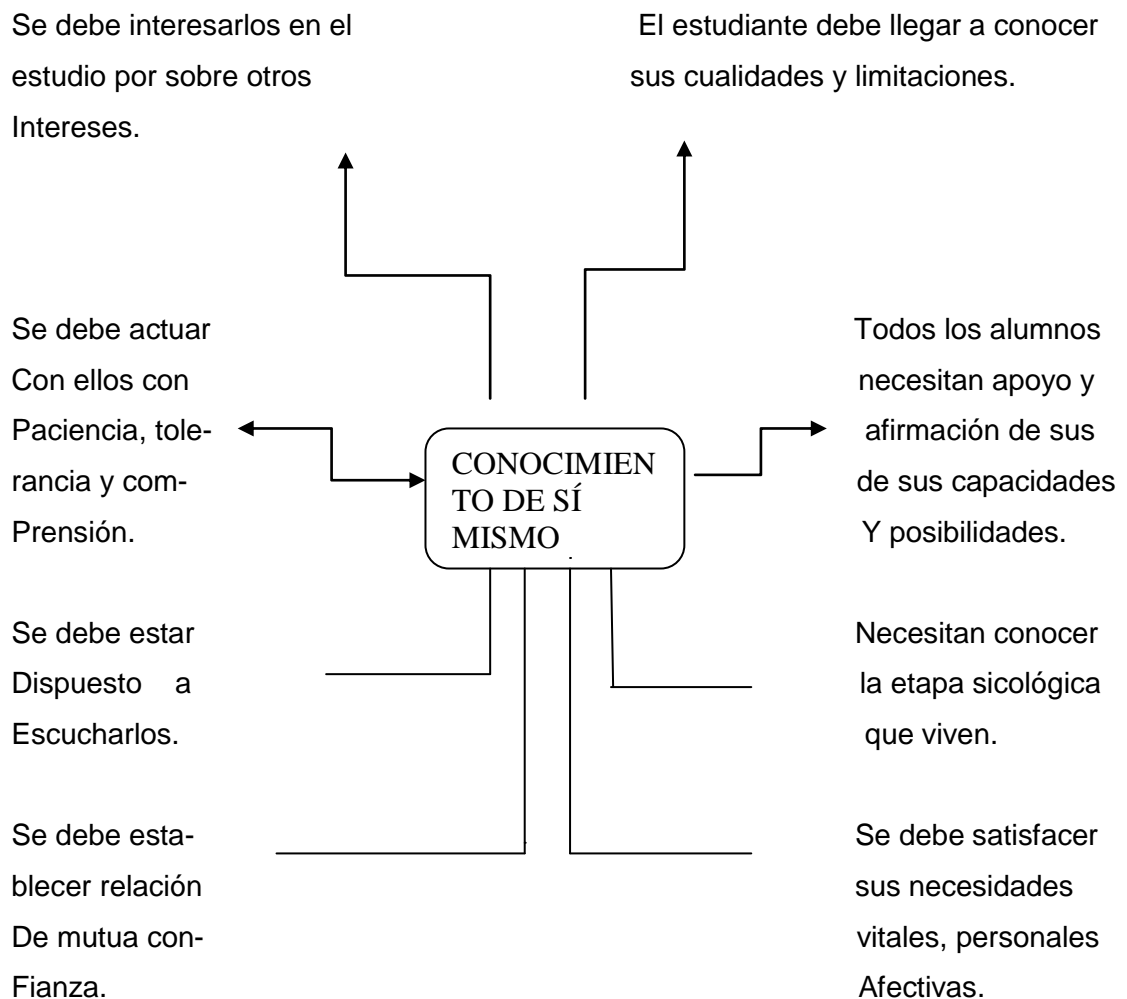 Se debe interesarlos en el
estudio por sobre otros
Intereses.
El estudiante debe llegar a conocer
sus cualidades y limitaciones.
Se debe actuar
Con ellos con
Paciencia, tole-
rancia y com-
Prensión.
CONOCIMIEN
TO DE SÍ
MISMO
Todos los alumnos
necesitan apoyo y
afirmación de sus
de sus capacidades
Y posibilidades.
Se debe estar
Dispuesto a
Escucharlos.
Necesitan conocer
la etapa sicológica
que viven.
Se debe esta-
blecer relación
De mutua con-
Fianza.
Se debe satisfacer
sus necesidades
vitales, personales
Afectivas.